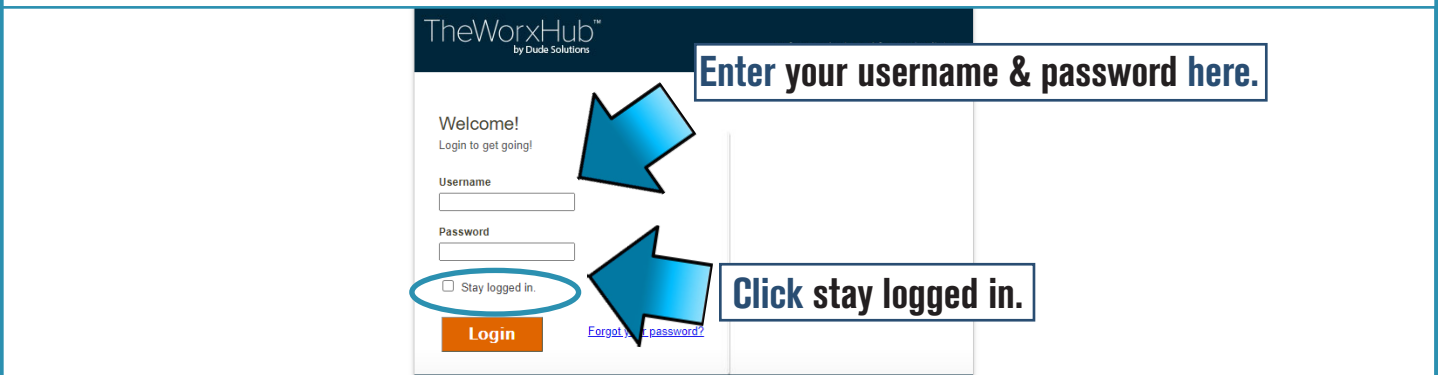 TheWorxHub™
by Dude Solutions
Enter your username & password here.
Welcome!
Login to get going!
Username
Password
Stay logged in.
Click stay logged in.
Login
Forgot your password?